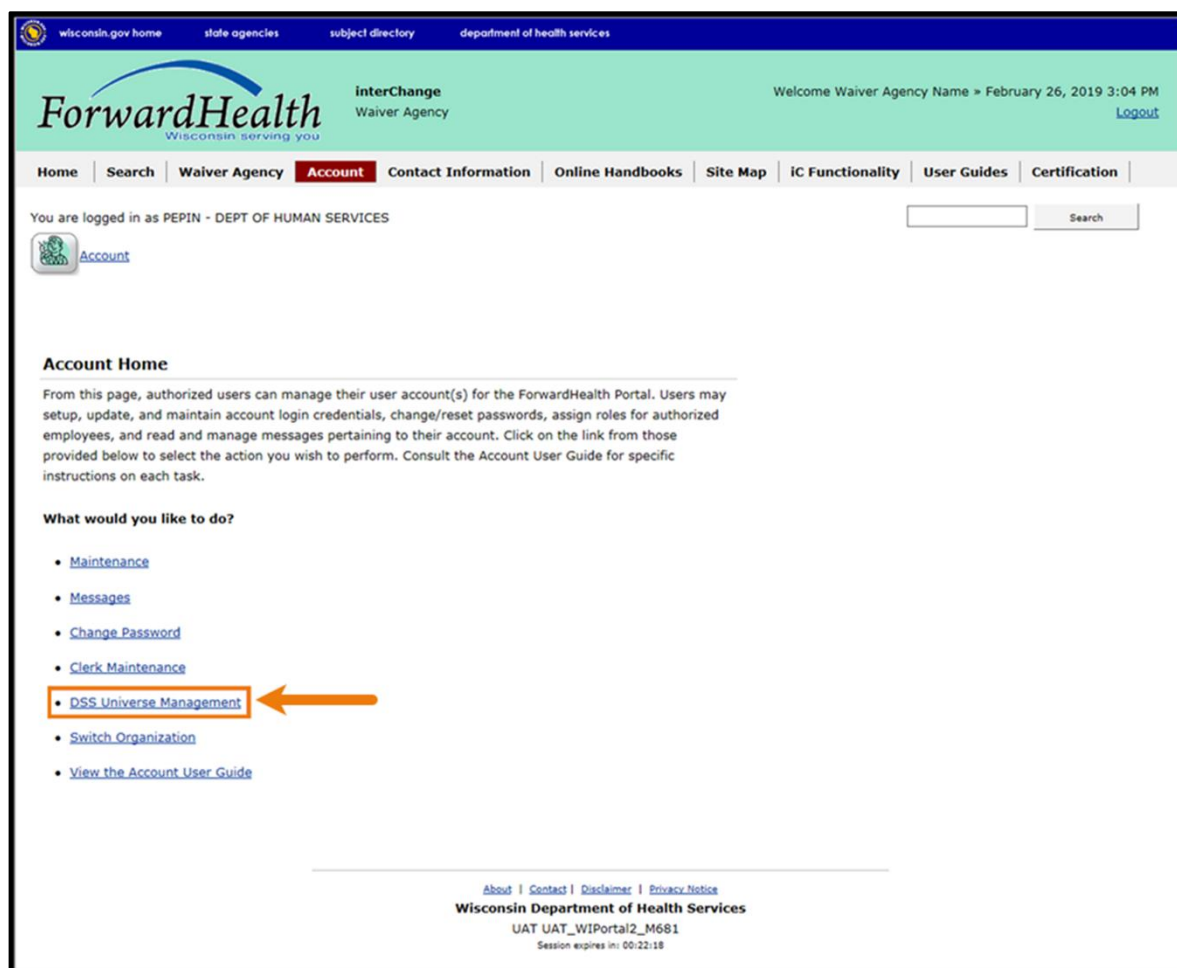 wisconsin.gov home state agencies subject directory department of health services
ForwardHealth
Wisconsin serving you
interChange
Waiver Agency
Welcome Waiver Agency Name » February 26, 2019 3:04 PM
Logout
Home Search Waiver Agency Account Contact Information Online Handbooks Site Map iC Functionality User Guides Certification
You are logged in as PEPIN - DEPT OF HUMAN SERVICES
Search
Account
Account Home
From this page, authorized users can manage their user account(s) for the ForwardHealth Portal. Users may
setup, update, and maintain account login credentials, change/reset passwords, assign roles for authorized
employees, and read and manage messages pertaining to their account. Click on the link from those
provided below to select the action you wish to perform. Consult the Account User Guide for specific
instructions on each task.
What would you like to do?
• Maintenance
• Messages
• Change Password
• Clerk Maintenance
• DSS Universe Management
• Switch Organization
• View the Account User Guide
About | Contact | Disclaimer | Privacy Notice
Wisconsin Department of Health Services
UAT UAT_WIPortal2_M681
Session expires in: 00:22:18